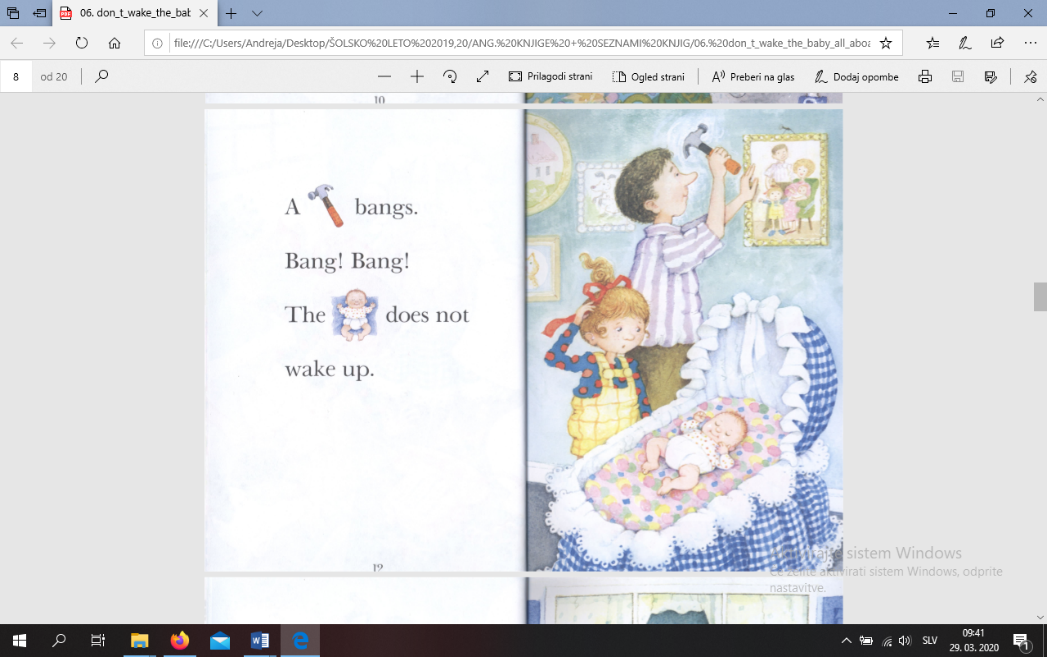 06. don_t_wake_the_bab
file:///C:/Users/Andreja/Desktop/ŠOLSKO%20LETO%202019,20/ANG.%20KNJIGE%20+%20SEZNAMI%20KNJIG/06.%20don_t_wake_the_baby_all_aboa
8 od 20 Prilagodi strani Ogled strani Preberi na glas Dodaj opombe
10
A bangs.
Bang! Bang!
The does not
wake up.
19
sistem Windows
Če želite aktivirati sistem Windows, odprite
nastavitve.
SLV
09:41
29. 03. 2020
1